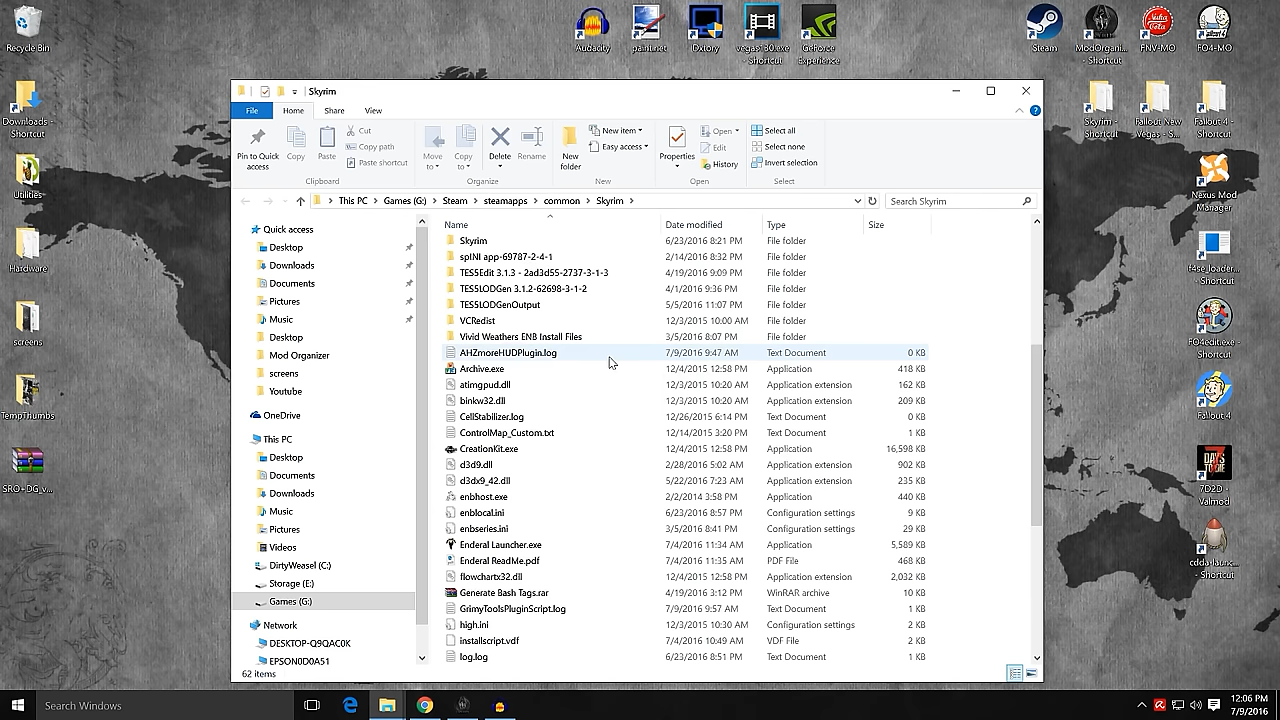 Recycle Bin
Audacity
paint.net
Dxtory
vegas130.exe - Shortcut
GeForce Experience
Steam
ModOrgani... - Shortcut
FNV-MO
FO4-MO
Downloads - Shortcut
Utilities
Hardware
screens
TempThumbs
SRO+DG_v...
Skyrim - Shortcut
Fallout New Vegas - S...
Fallout 4 - Shortcut
Nexus Mod Manager
f4se_loader... - Shortcut
FO4edit.exe - Shortcut
Fallout 4
7D2D - Valmod
cdda-launc... - Shortcut
Skyrim
File Home Share View
Pin to Quick access
Copy
Paste
Cut
Copy path
Paste shortcut
Clipboard
Move to
Copy to
Delete
Rename
Organize
New folder
New item
Easy access
New
Properties
Open
Edit
History
Open
Select all
Select none
Invert selection
Select
This PC > Games (G:) > Steam > steamapps > common > Skyrim >
Search Skyrim
Quick access
Desktop
Downloads
Documents
Pictures
Music
Desktop
Mod Organizer
screens
Youtube
OneDrive
This PC
Desktop
Documents
Downloads
Music
Pictures
Videos
DirtyWeasel (C:)
Storage (E:)
Games (G:)
Network
DESKTOP-Q9QAC0K
EPSON0D0A51
Name Date modified Type Size
Skyrim 6/23/2016 8:21 PM File folder
spINI app-69787-2-4-1 2/14/2016 8:32 PM File folder
TES5Edit 3.1.3 - 2ad3d55-2737-3-1-3 4/19/2016 9:09 PM File folder
TES5LODGen 3.1.2-62698-3-1-2 4/1/2016 9:36 PM File folder
TES5LODGenOutput 5/5/2016 11:07 PM File folder
VCRedist 12/3/2015 10:00 AM File folder
Vivid Weathers ENB Install Files 3/5/2016 8:07 PM File folder
AHZmoreHUDPlugin.log 7/9/2016 9:47 AM Text Document 0 KB
Archive.exe 12/4/2015 12:58 PM Application 418 KB
atimgpud.dll 12/3/2015 10:20 AM Application extension 162 KB
binkw32.dll 12/3/2015 10:20 AM Application extension 209 KB
CellStabilizer.log 12/26/2015 6:14 PM Text Document 0 KB
ControlMap_Custom.txt 12/14/2015 3:20 PM Text Document 1 KB
CreationKit.exe 12/4/2015 12:58 PM Application 16,598 KB
d3d9.dll 2/28/2016 5:02 AM Application extension 902 KB
d3dx9_42.dll 5/22/2016 7:23 AM Application extension 235 KB
enbhost.exe 2/2/2014 3:58 PM Application 440 KB
enblocal.ini 6/23/2016 8:57 PM Configuration settings 9 KB
enbseries.ini 3/5/2016 8:41 PM Configuration settings 29 KB
Enderal Launcher.exe 7/4/2016 11:34 AM Application 5,589 KB
Enderal ReadMe.pdf 7/4/2016 11:35 AM PDF File 468 KB
flowchartx32.dll 12/4/2015 12:58 PM Application extension 2,032 KB
Generate Bash Tags.rar 4/19/2016 3:12 PM WinRAR archive 10 KB
GrimyToolsPluginScript.log 7/9/2016 9:57 AM Text Document 1 KB
high.ini 12/3/2015 10:30 AM Configuration settings 2 KB
installscript.vdf 7/4/2016 10:49 AM VDF File 2 KB
log.log 6/23/2016 8:51 PM Text Document 1 KB
62 items
Search Windows
12:06 PM
7/9/2016